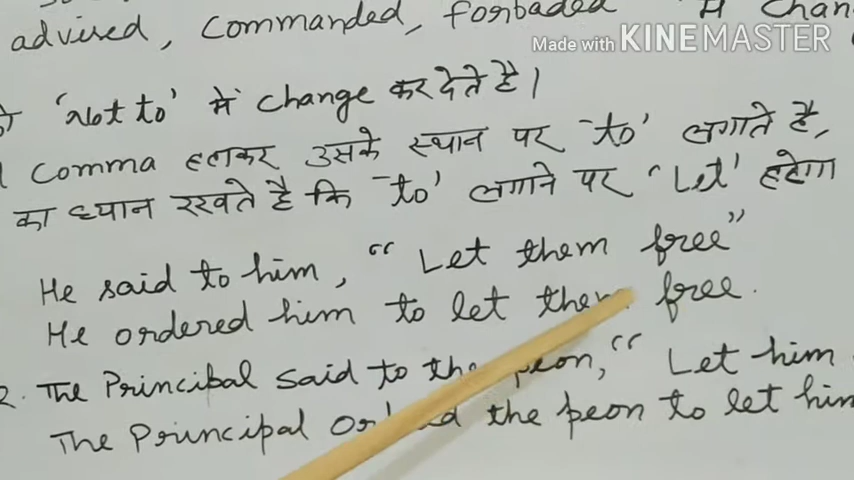 advised, commanded, forbaded में Chan
Made with KINEMASTER
'not to' में change कर देते है।
Comma हटाकर उसके स्थान पर 'to' लगाते है,
का ध्यान रखते है कि 'to' लगाने पर "Let' हटेगा
He said to him, "Let them free"
He ordered him to let them free.
2. The Principal said to the peon, "Let him
The Principal the peon to let him